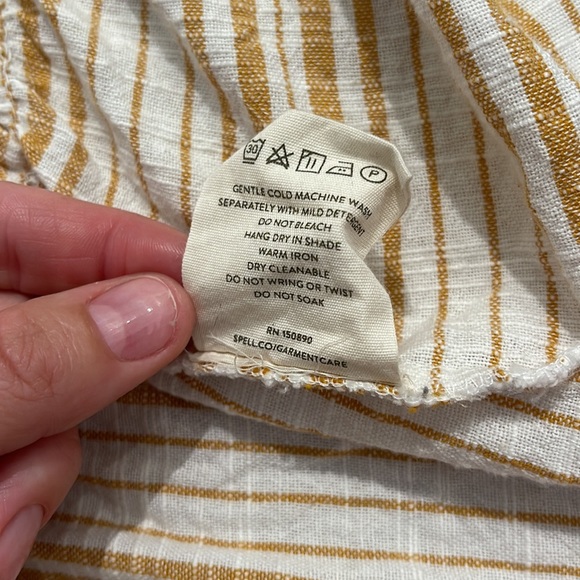 30 P
GENTLE COLD MACHINE WASH
SEPARATELY WITH MILD DETERGENT
DO NOT BLEACH
HANG DRY IN SHADE
WARM IRON
DRY CLEANABLE
DO NOT WRING OR TWIST
DO NOT SOAK
RN 150890
SPELL.CO/GARMENTCARE